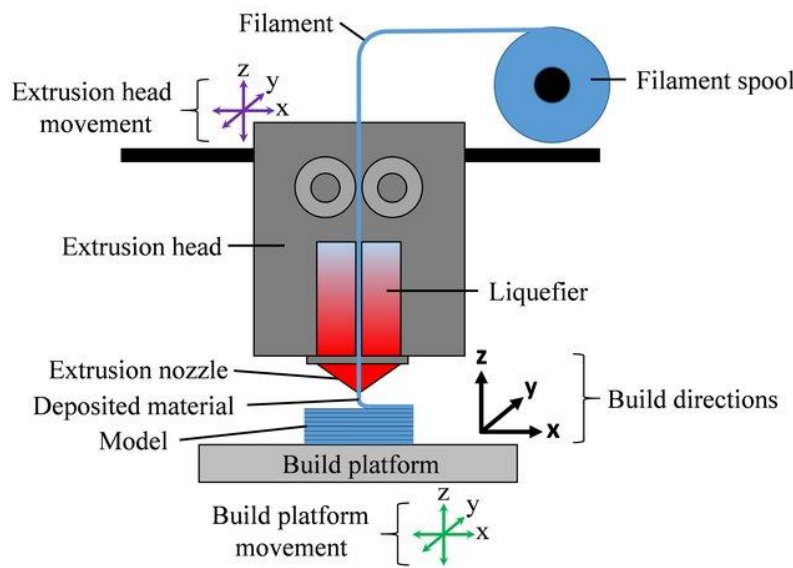 Filament
Filament spool
z
y
x
Extrusion head
movement
Extrusion head
Liquefier
Extrusion nozzle
Deposited material
Model
z
y
x
Build directions
Build platform
Build platform
movement
z
y
x